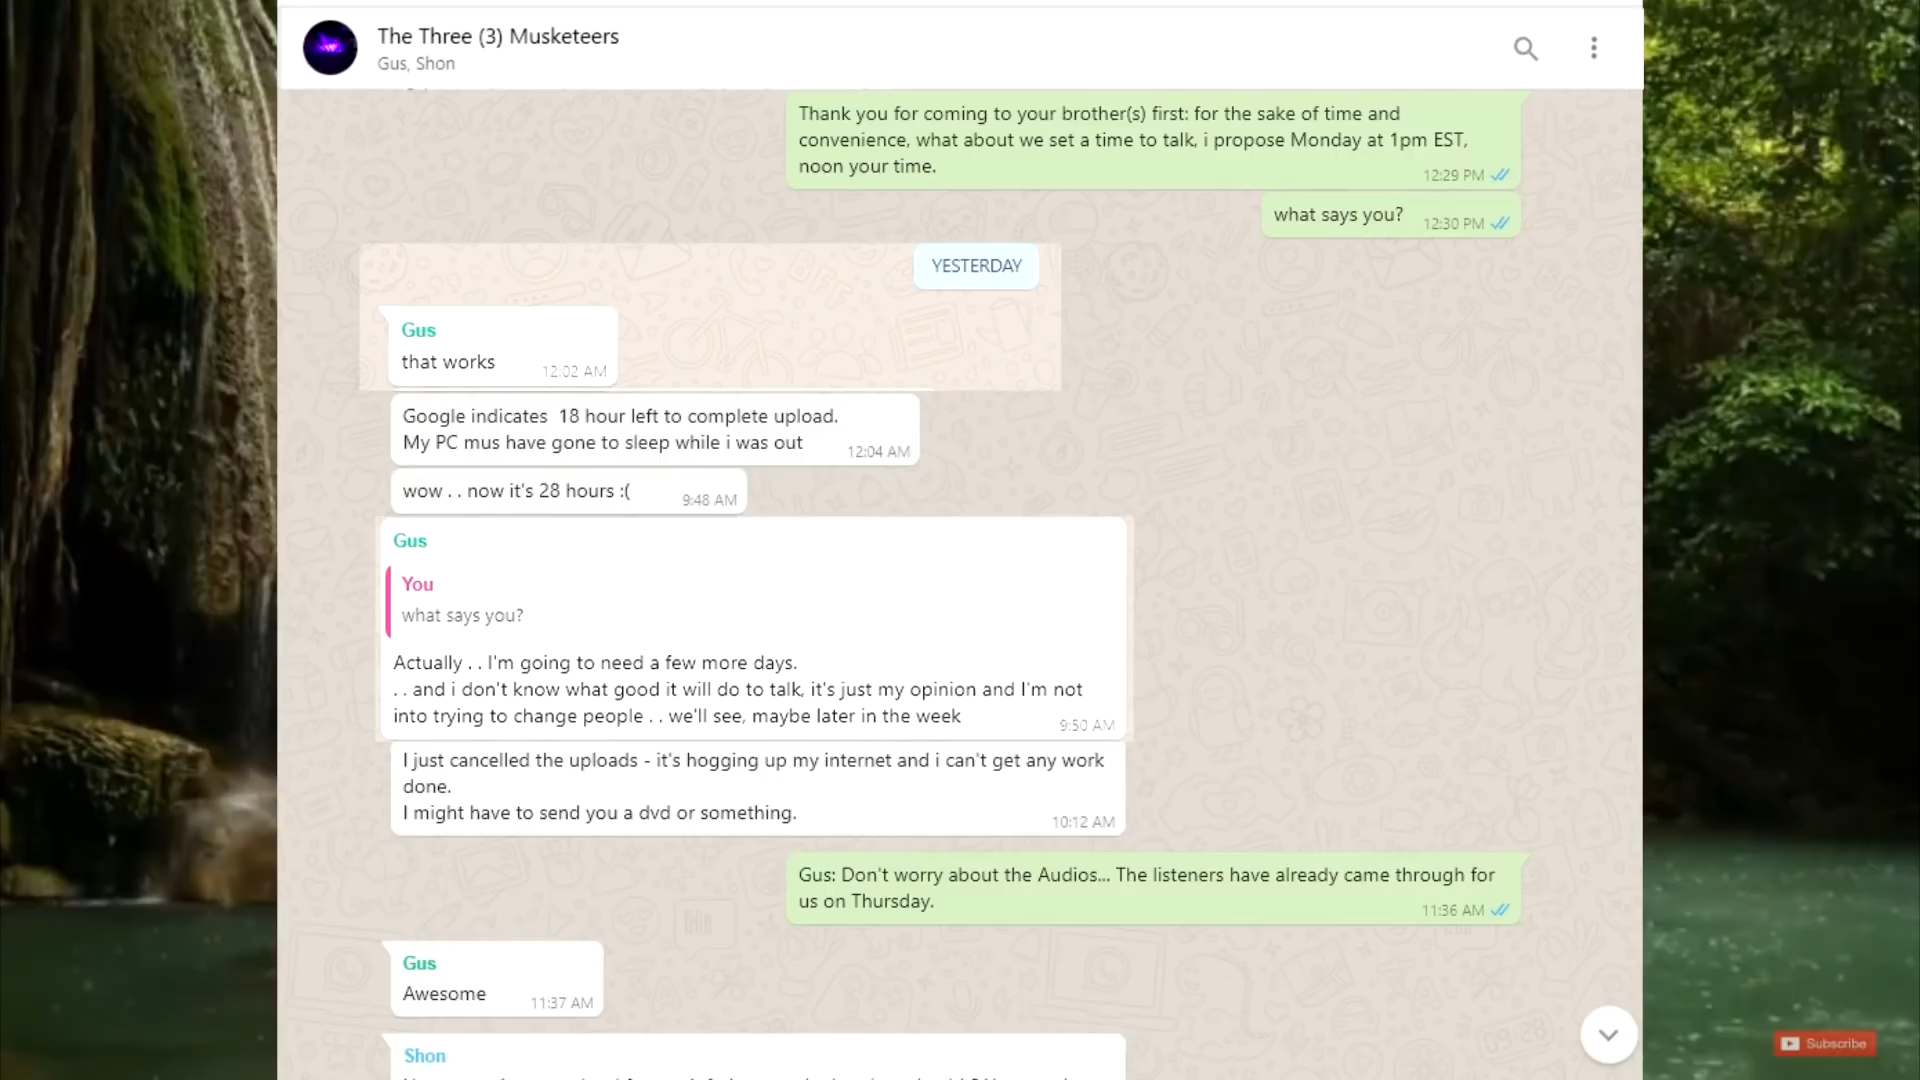 The Three (3) Musketeers
Gus, Shon
Thank you for coming to your brother(s) first: for the sake of time and
convenience, what about we set a time to talk, i propose Monday at 1pm EST,
noon your time.
12:29 PM
what says you?
12:30 PM
YESTERDAY
Gus
that works
12:02 AM
Google indicates  18 hour left to complete upload.
My PC mus have gone to sleep while i was out
12:04 AM
wow . . now it's 28 hours :(
9:48 AM
Gus
You
what says you?
Actually . . I'm going to need a few more days.
. . and i don't know what good it will do to talk, it's just my opinion and I'm not
into trying to change people . . we'll see, maybe later in the week
9:50 AM
I just cancelled the uploads - it's hogging up my internet and i can't get any work
done.
I might have to send you a dvd or something.
10:12 AM
Gus: Don't worry about the Audios... The listeners have already came through for
us on Thursday.
11:36 AM
Gus
Awesome
11:37 AM
Shon
Subscribe